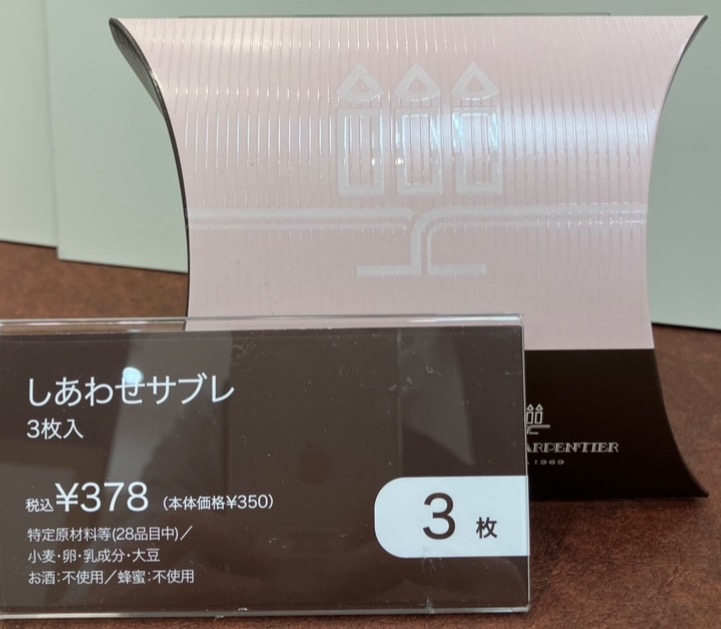 ARPENTIER
1969
しあわせサブレ
3枚入
税込¥378（本体価格¥350）
3枚
特定原材料等(28品目中)／
小麦・卵・乳成分・大豆
お酒：不使用／蜂蜜：不使用